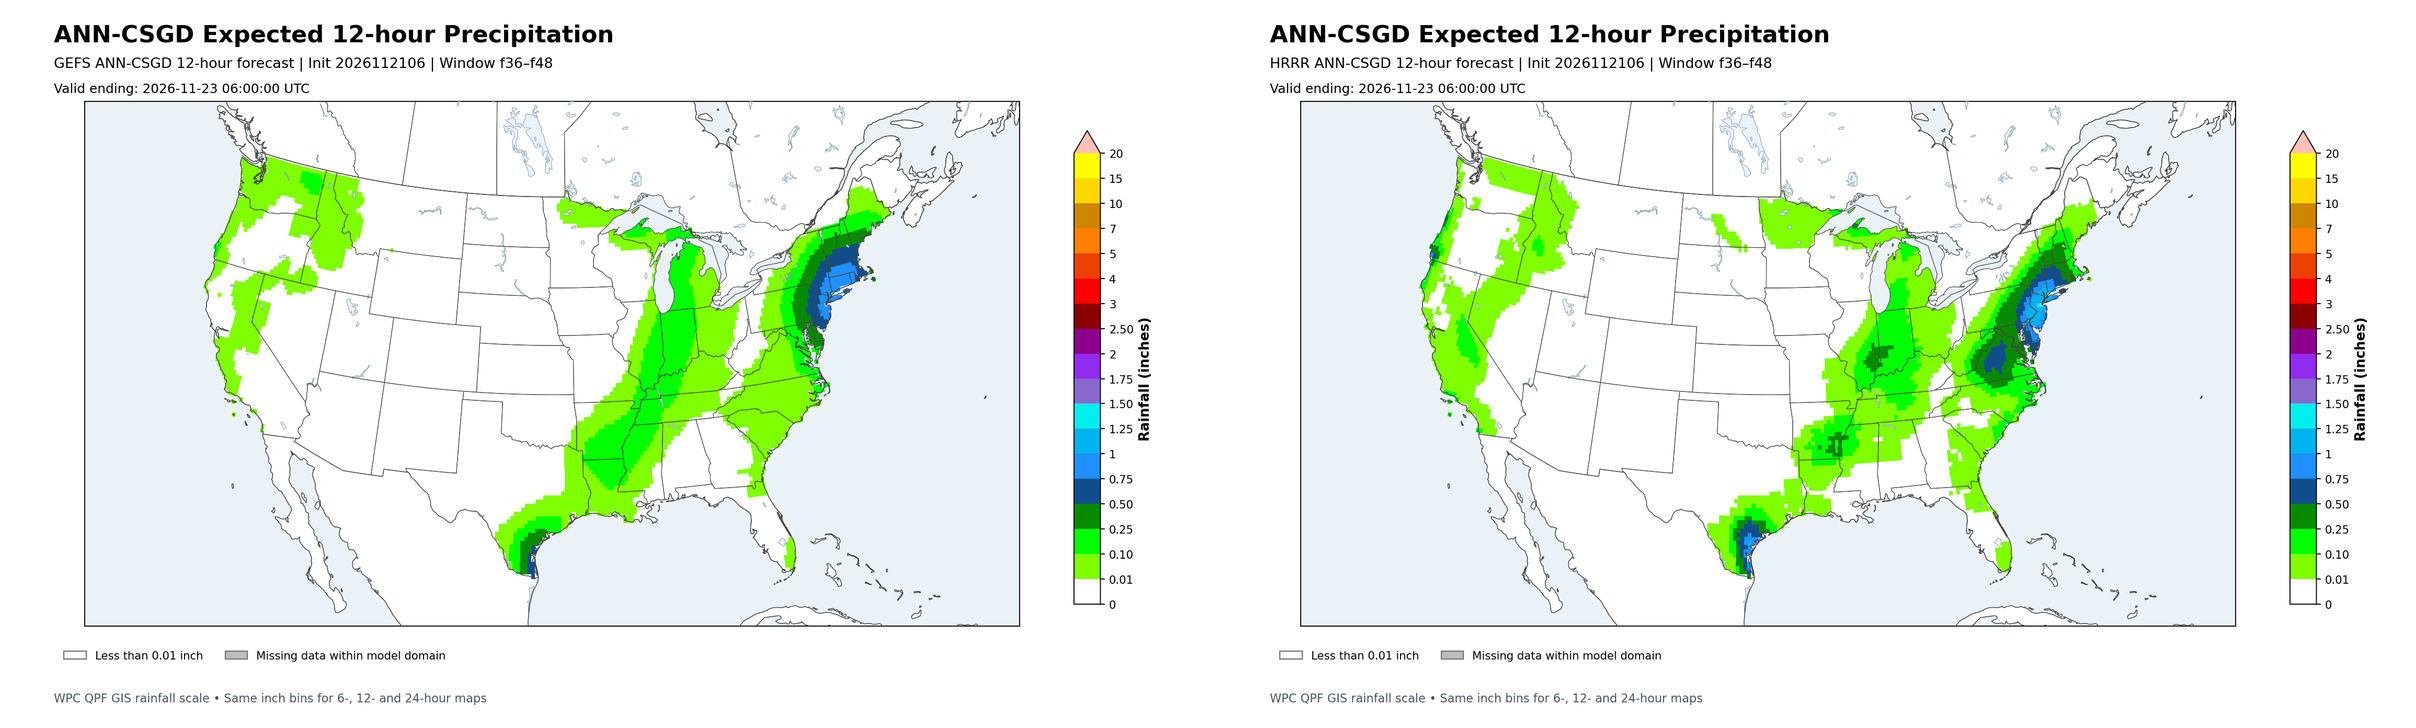 ANN-CSGD Expected 12-hour Precipitation
GEFS ANN-CSGD 12-hour forecast | Init 2026112106 | Window f36–f48
Valid ending: 2026-11-23 06:00:00 UTC
20
15
10
7
5
4
3
2.50
2
1.75
1.50
1.25
1
0.75
0.50
0.25
0.10
0.01
0
Rainfall (inches)
Less than 0.01 inch
Missing data within model domain
WPC QPF GIS rainfall scale • Same inch bins for 6-, 12- and 24-hour maps
ANN-CSGD Expected 12-hour Precipitation
HRRR ANN-CSGD 12-hour forecast | Init 2026112106 | Window f36–f48
Valid ending: 2026-11-23 06:00:00 UTC
20
15
10
7
5
4
3
2.50
2
1.75
1.50
1.25
1
0.75
0.50
0.25
0.10
0.01
0
Rainfall (inches)
Less than 0.01 inch
Missing data within model domain
WPC QPF GIS rainfall scale • Same inch bins for 6-, 12- and 24-hour maps